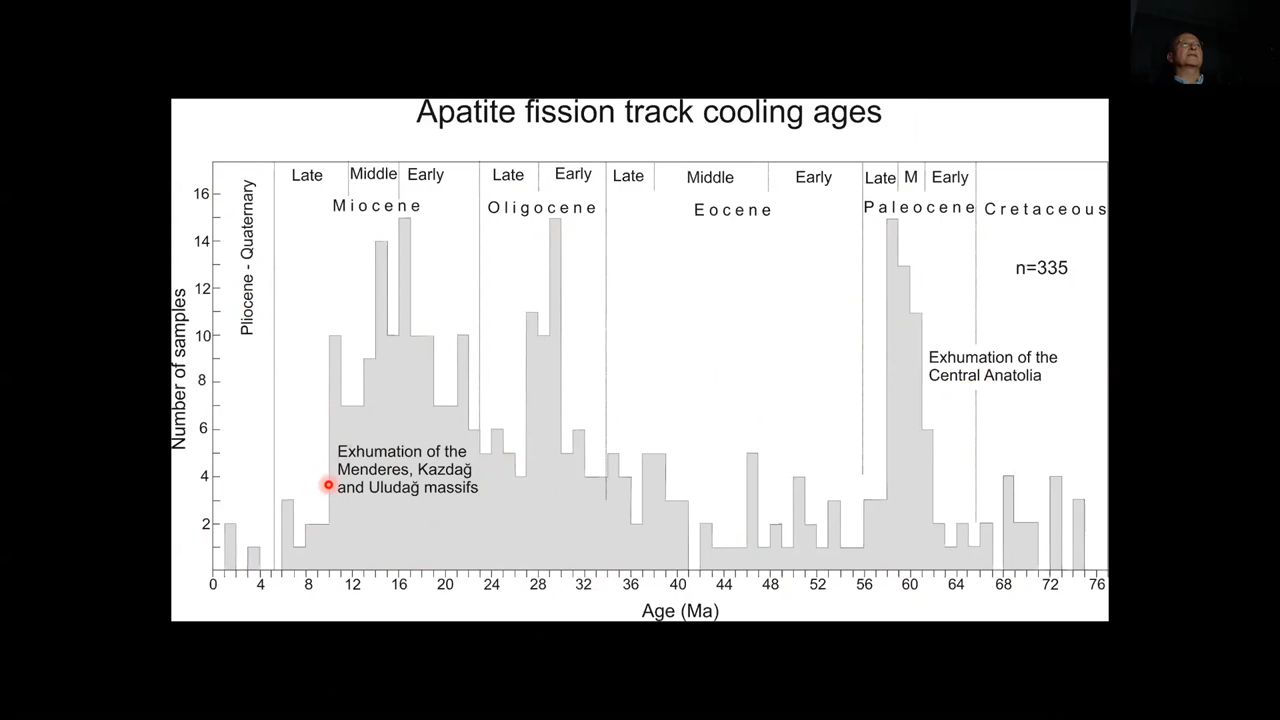 Apatite fission track cooling ages
Late Middle Early Late Early Late Middle Early Late M Early
Pliocene - Quaternary
Miocene Oligocene Eocene Paleocene Cretaceous
n=335
Exhumation of the
Central Anatolia
Exhumation of the
Menderes, Kazdağ
and Uludağ massifs
Number of samples
16
14
12
10
8
6
4
2
0 4 8 12 16 20 24 28 32 36 40 44 48 52 56 60 64 68 72 76
Age (Ma)